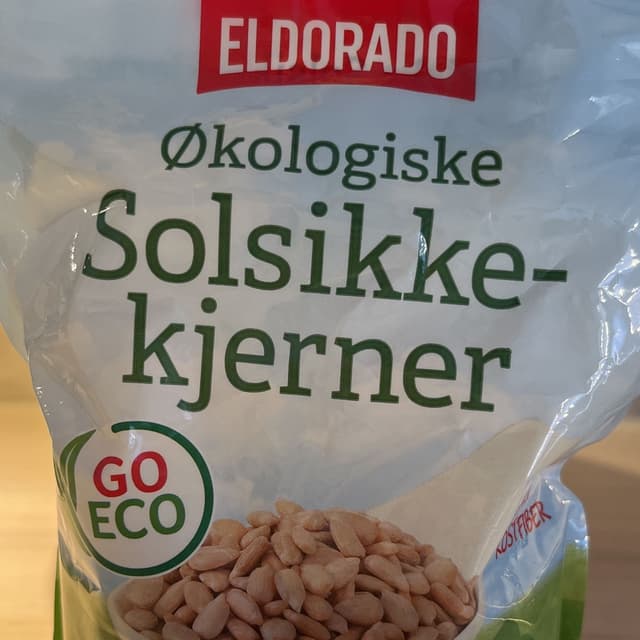 ELDORADO
Økologiske
Solsikke-
kjerner
GO
ECO
KOSTFIBER